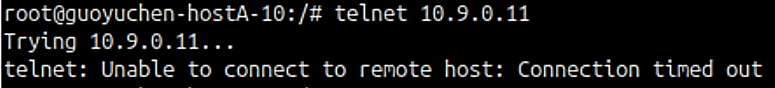 root@guoyuchen-hostA-10:/# telnet 10.9.0.11
Trying 10.9.0.11...
telnet: Unable to connect to remote host: Connection timed out